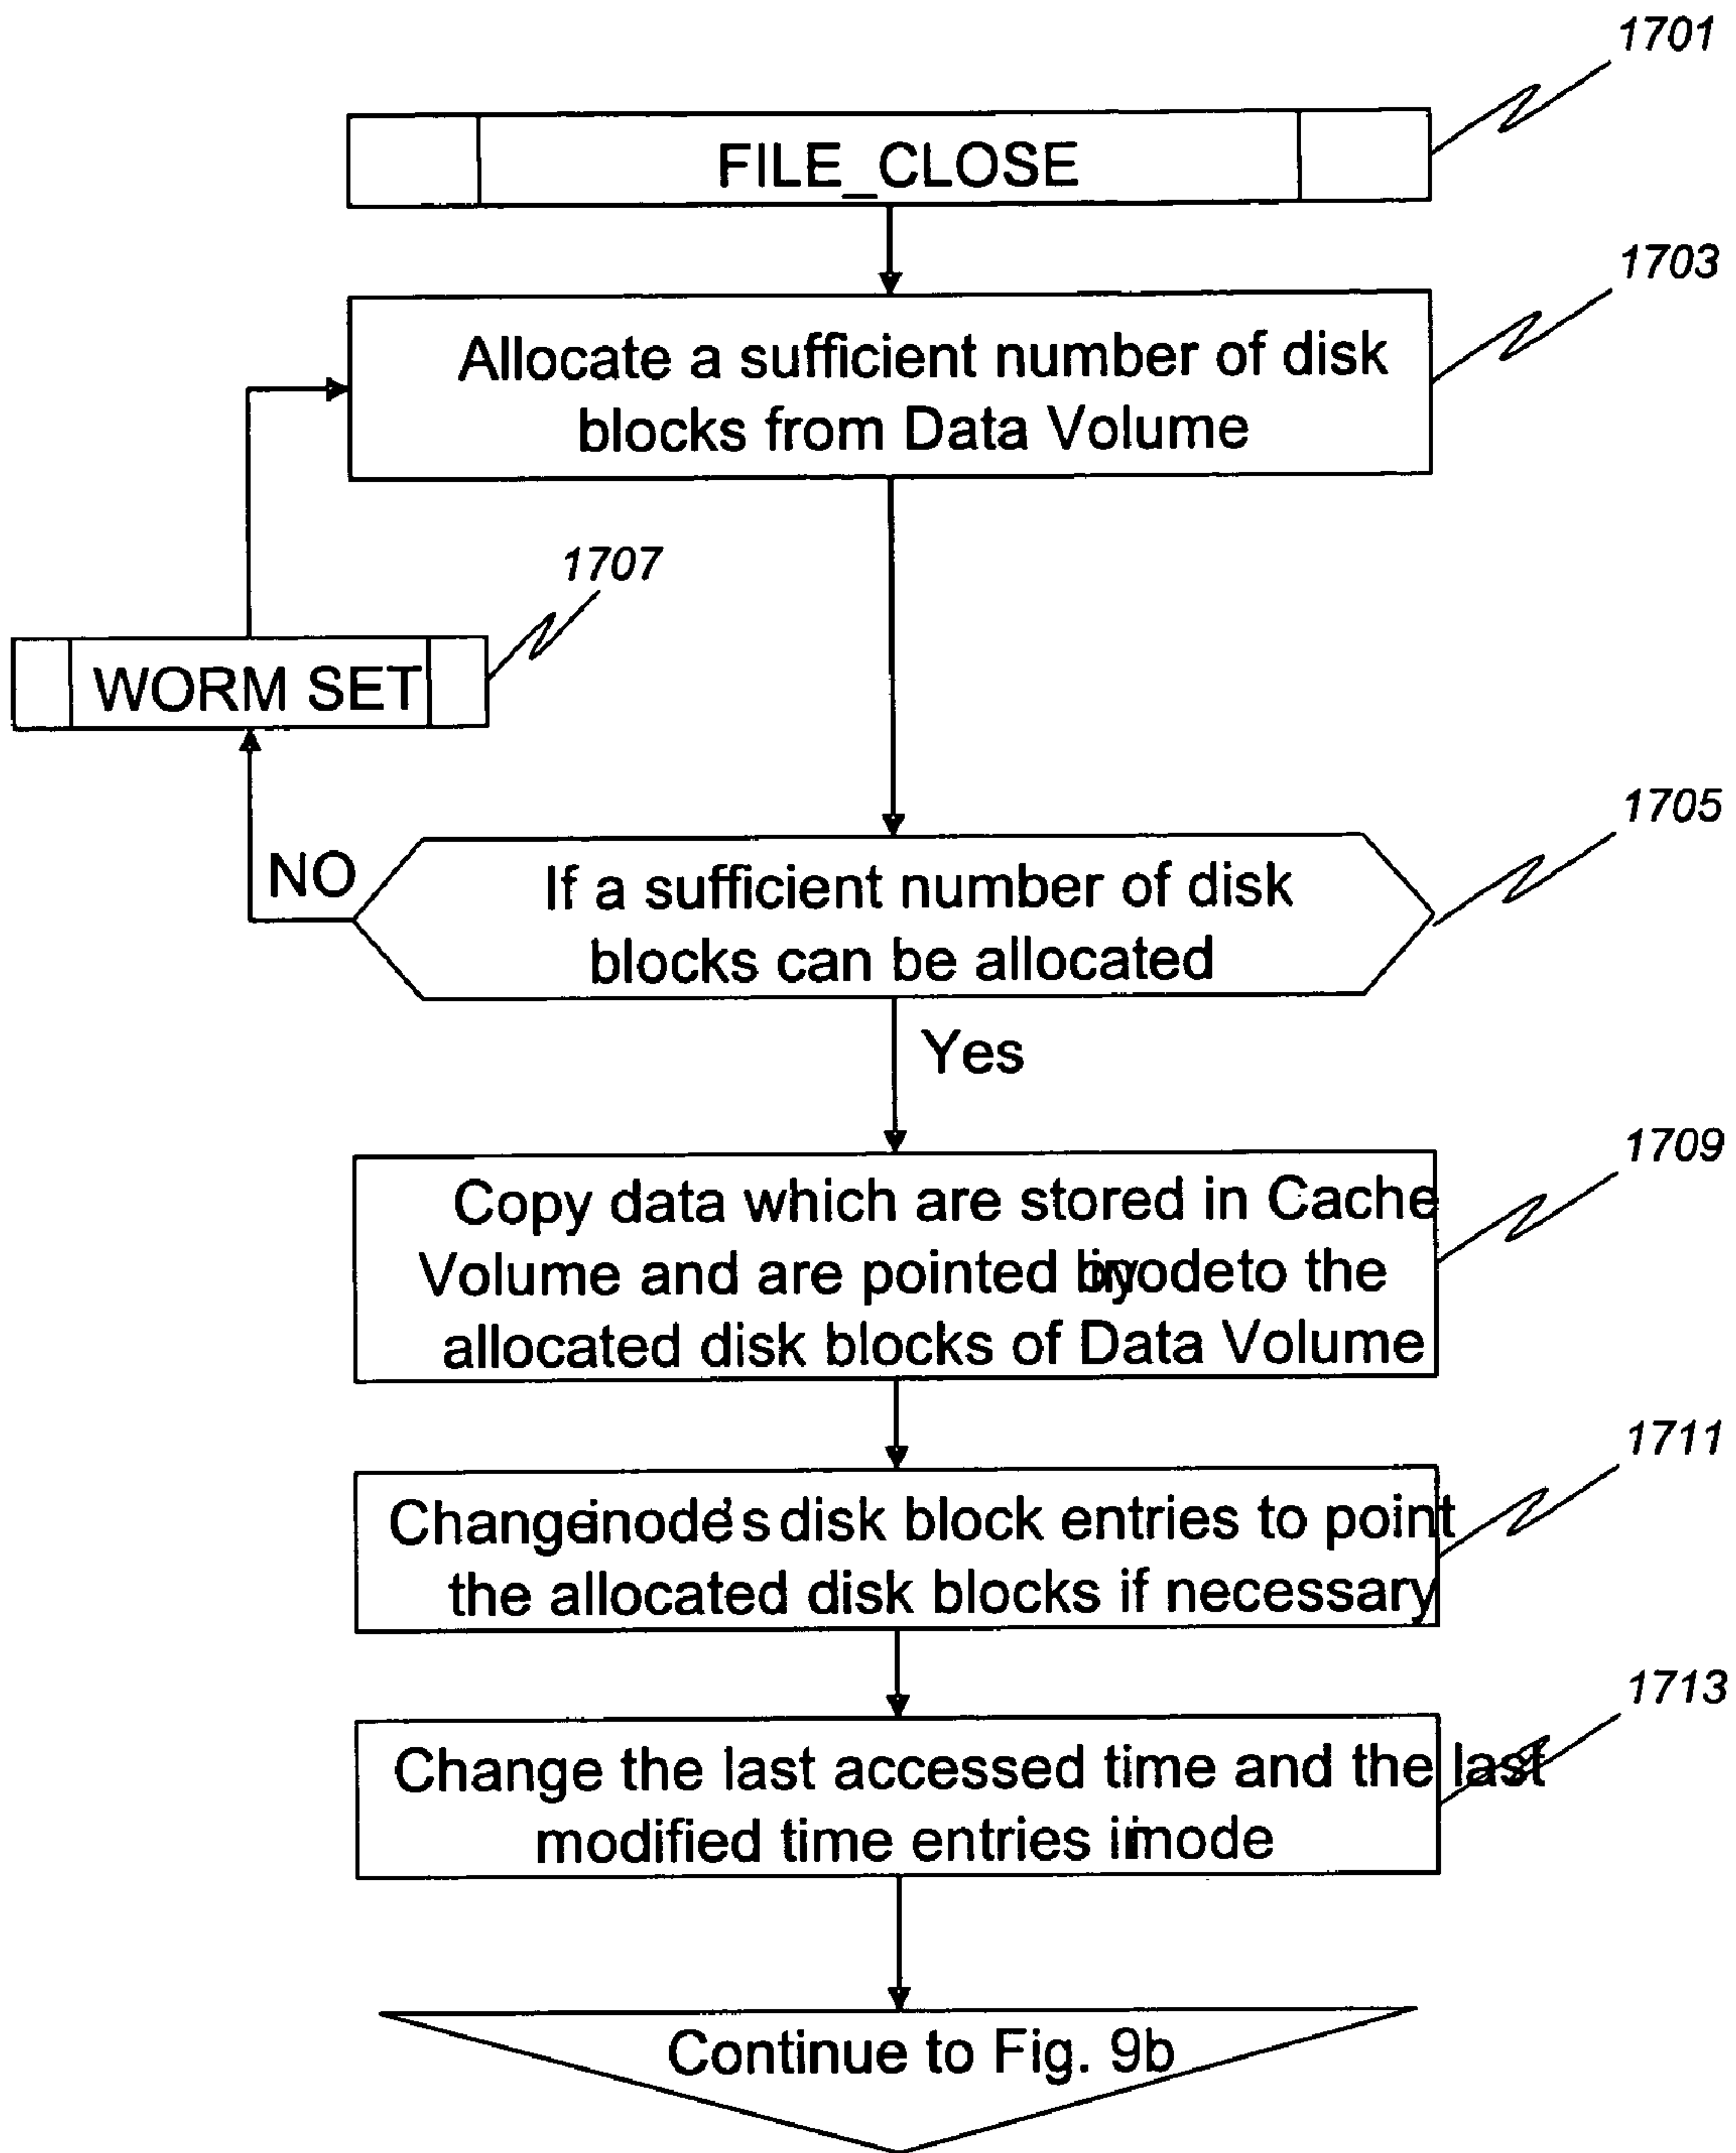 1701
FILE_CLOSE
1703
Allocate a sufficient number of disk
blocks from Data Volume
1707
WORM SET
1705
NO
If a sufficient number of disk
blocks can be allocated
Yes
1709
Copy data which are stored in Cache
Volume and are pointed by inode to the
allocated disk blocks of Data Volume
1711
Change inode's disk block entries to point
the allocated disk blocks if necessary
1713
Change the last accessed time and the last
modified time entries in inode
Continue to Fig. 9b